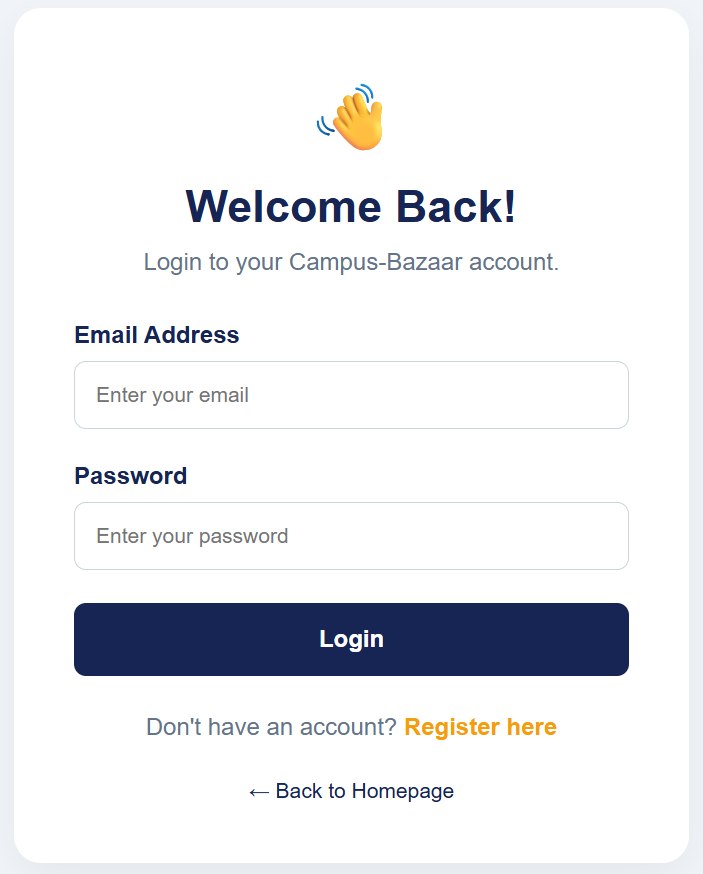 Welcome Back!
Login to your Campus-Bazaar account.
Email Address
Enter your email
Password
Enter your password
Login
Don't have an account? Register here
← Back to Homepage